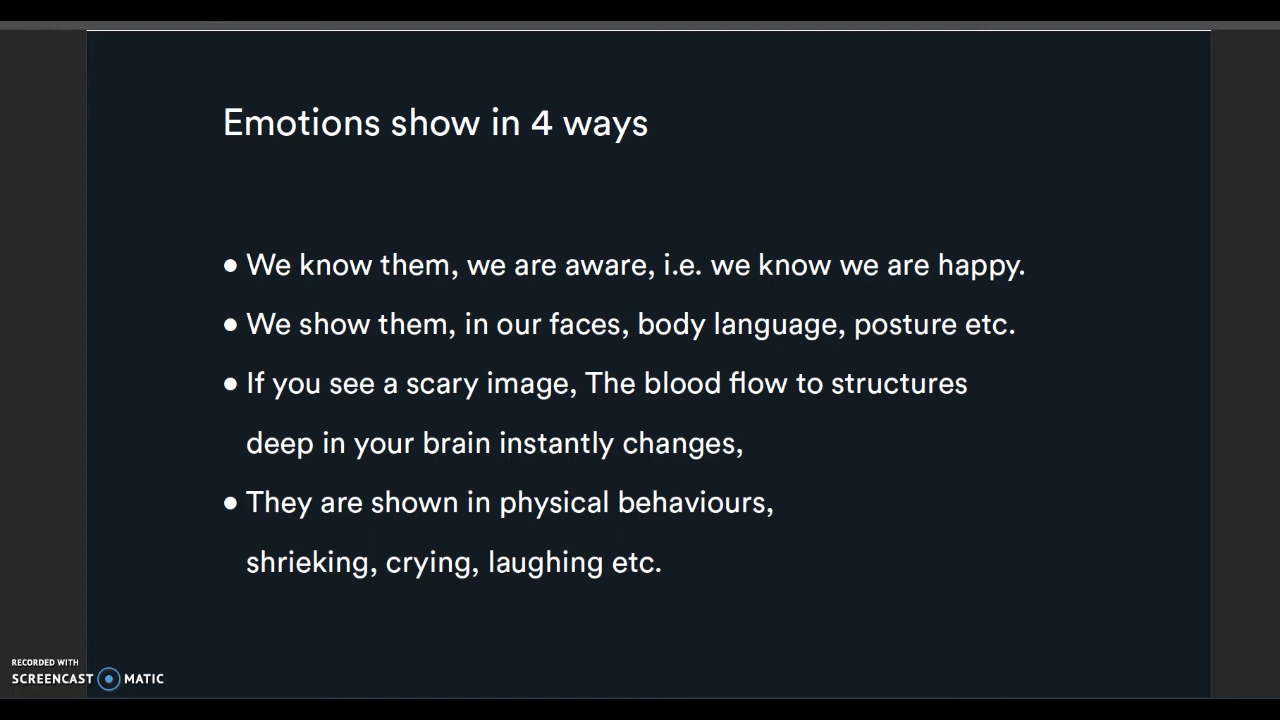 Emotions show in 4 ways
● We know them, we are aware, i.e. we know we are happy.
● We show them, in our faces, body language, posture etc.
● If you see a scary image, The blood flow to structures
deep in your brain instantly changes,
● They are shown in physical behaviours,
shrieking, crying, laughing etc.
RECORDED WITH
SCREENCAST MATIC